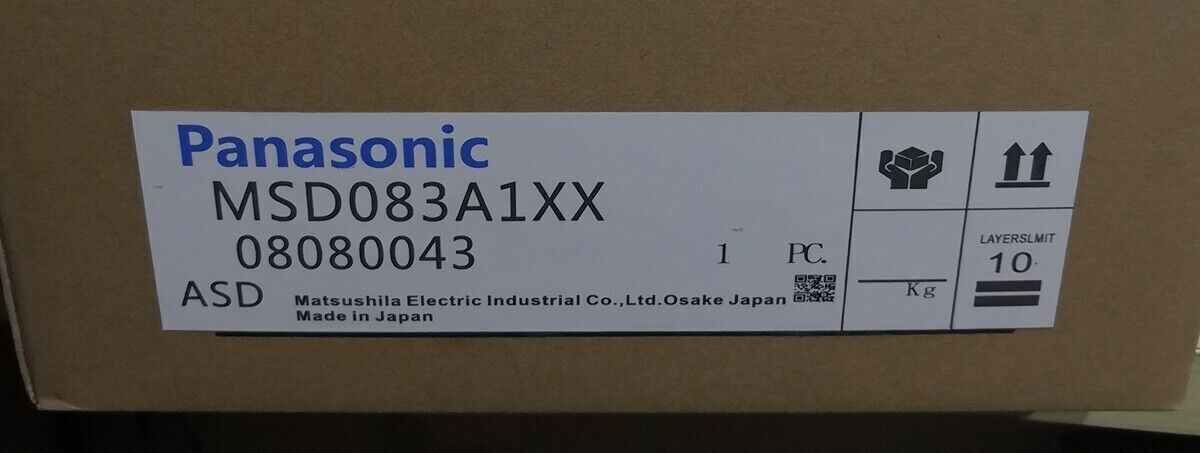 Panasonic
MSD083A1XX
08080043
1 PC.
ASD
Matsushila Electric Industrial Co.,Ltd.Osake Japan
Made in Japan
Kg
LAYERSLMIT
10